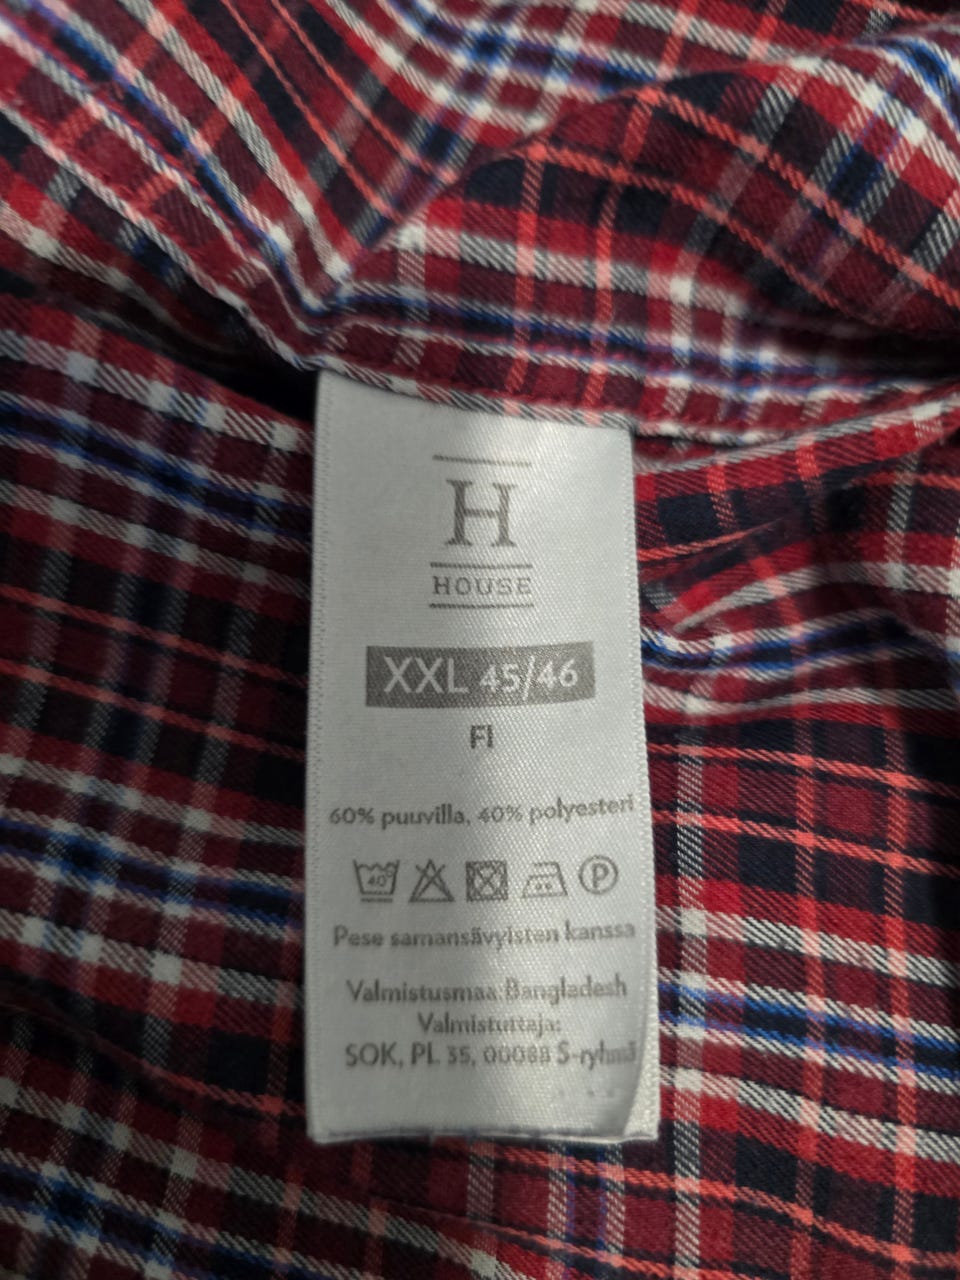 H
HOUSE
XXL 45/46
FI
60% puuvilla, 40% polyesteri
40°
P
Pese samansävyisten kanssa
Valmistusmaa:Bangladesh
Valmistuttaja:
SOK, PL 35, 00088 S-ryhmä